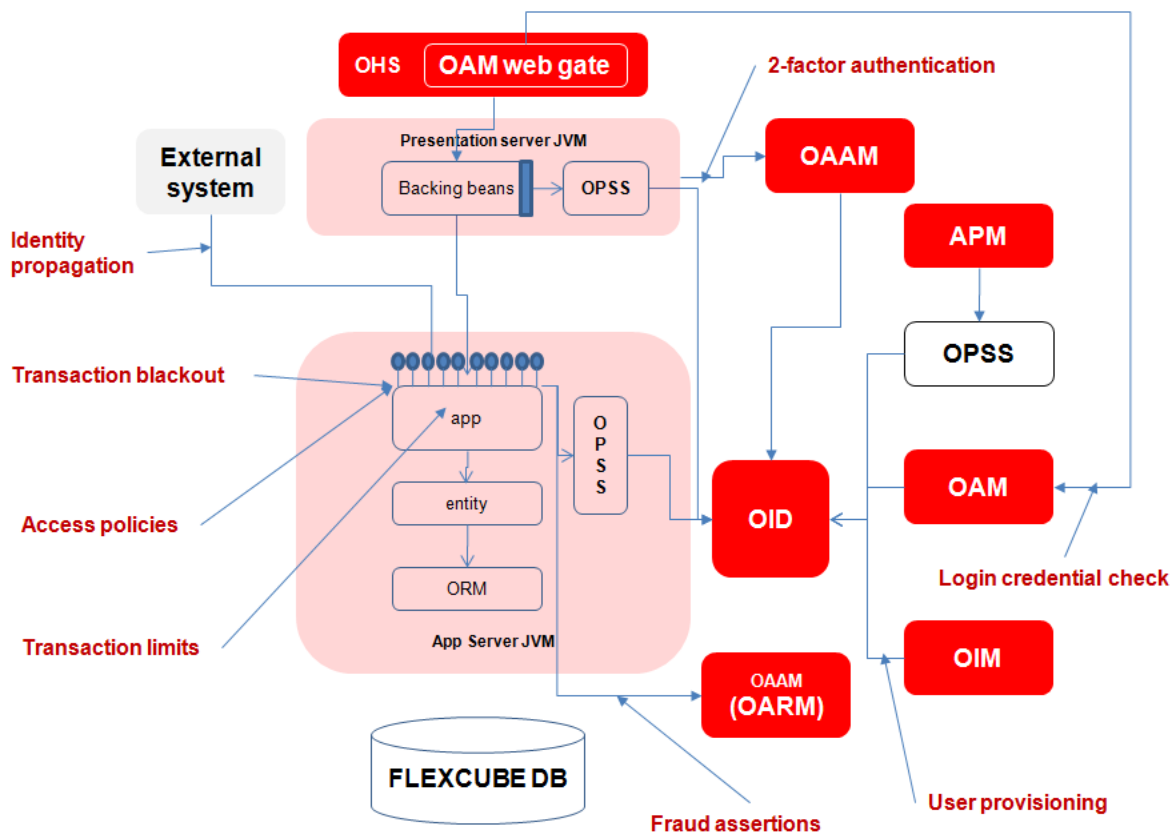 OHS
OAM web gate
2-factor authentication
Presentation server JVM
External
system
OAAM
Backing beans
OPSS
APM
Identity
propagation
OPSS
Transaction blackout
app
O
P
S
S
OAM
Access policies
entity
OID
Login credential check
ORM
Transaction limits
App Server JVM
OIM
OAAM
(OARM)
FLEXCUBE DB
User provisioning
Fraud assertions